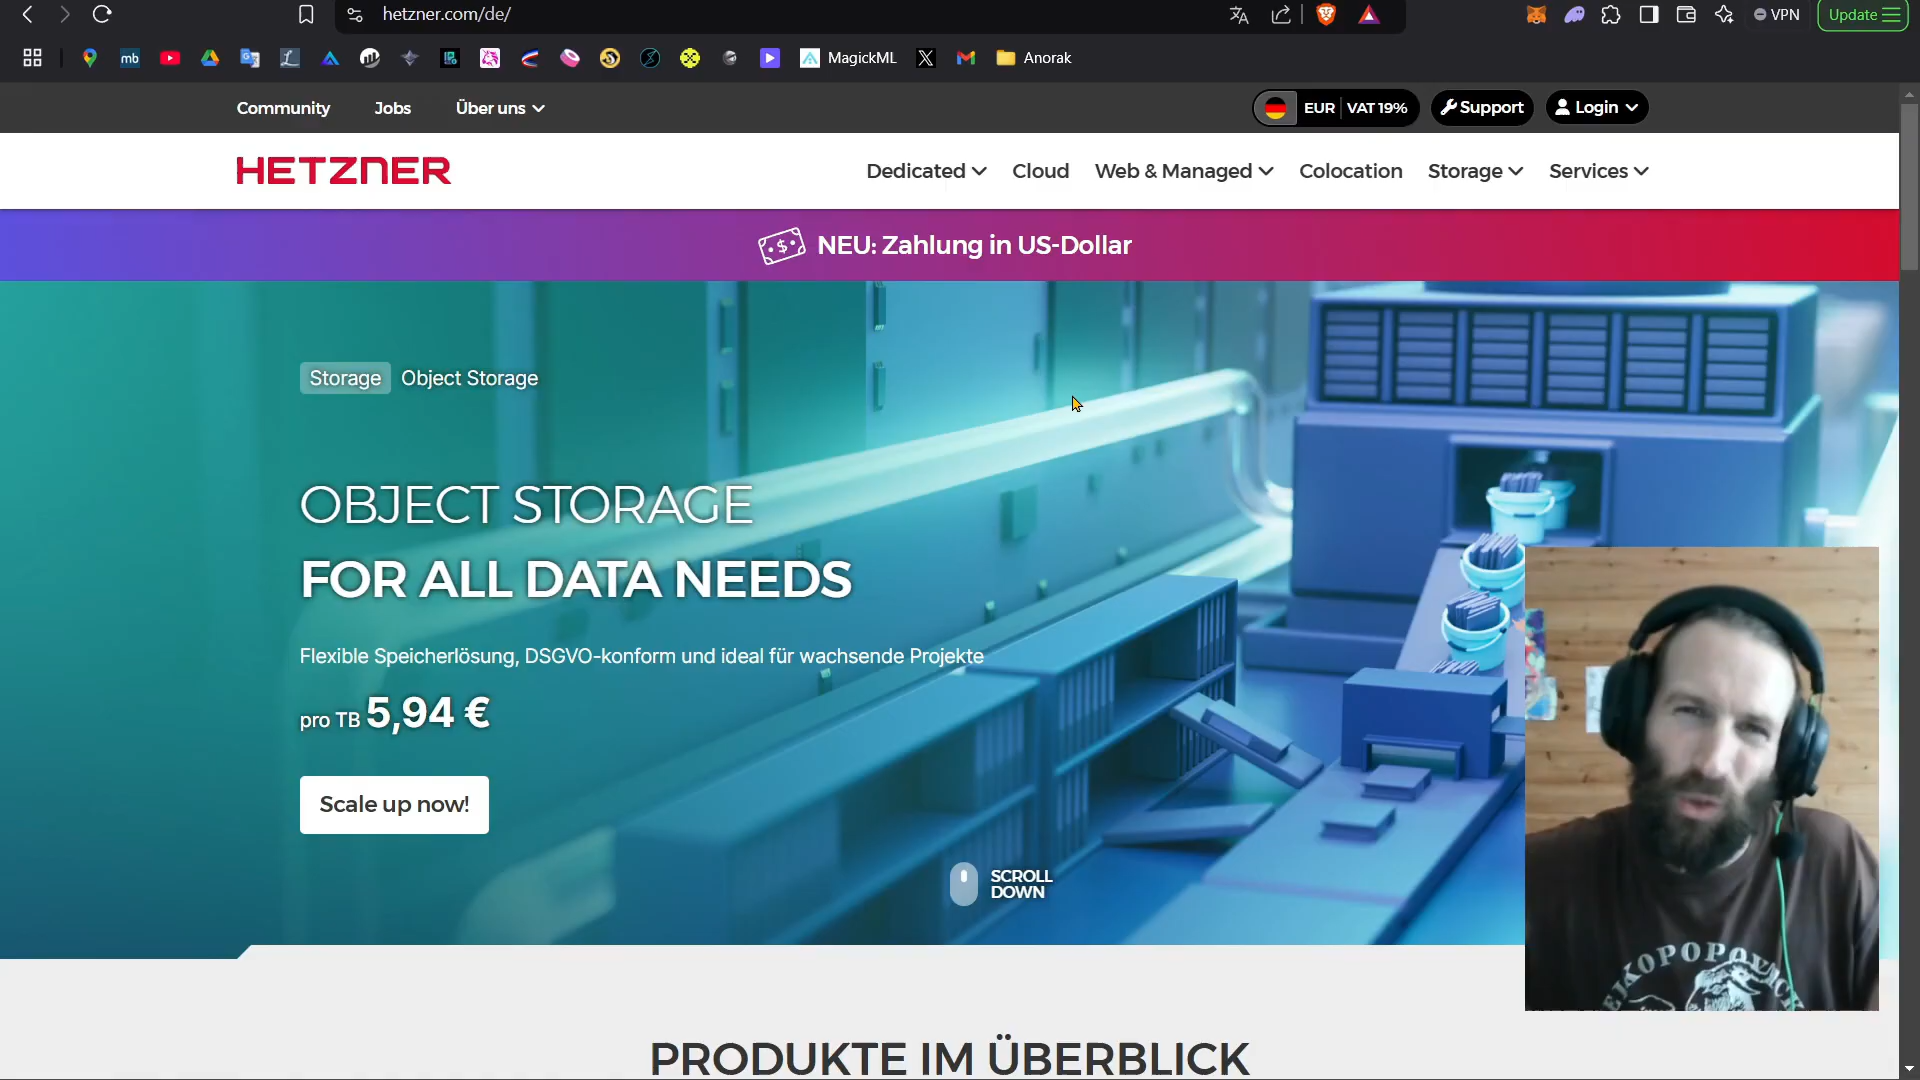 hetzner.com/de/
VPN
Update
mb
MagickML
Anorak
Community
Jobs
Über uns
EUR
VAT 19%
Support
Login
HETZNER
Dedicated
Cloud
Web & Managed
Colocation
Storage
Services
NEU: Zahlung in US-Dollar
Storage
Object Storage
OBJECT STORAGE
FOR ALL DATA NEEDS
Flexible Speicherlösung, DSGVO-konform und ideal für wachsende Projekte
pro TB 5,94 €
Scale up now!
SCROLL
DOWN
PRODUKTE IM ÜBERBLICK